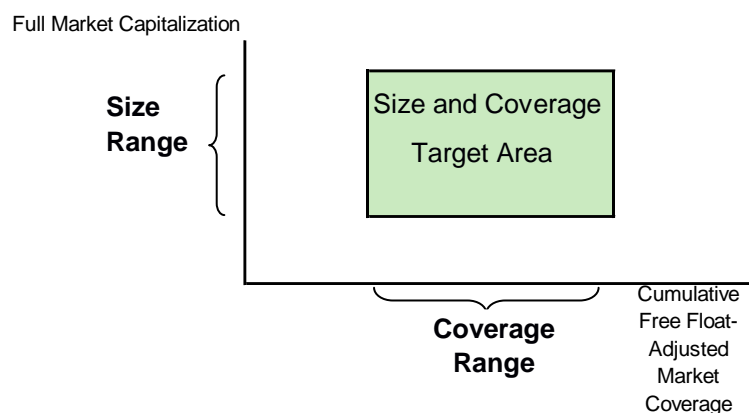 Full Market Capitalization
Size
Range
Size and Coverage
Target Area
Coverage
Range
Cumulative
Free Float-
Adjusted
Market
Coverage